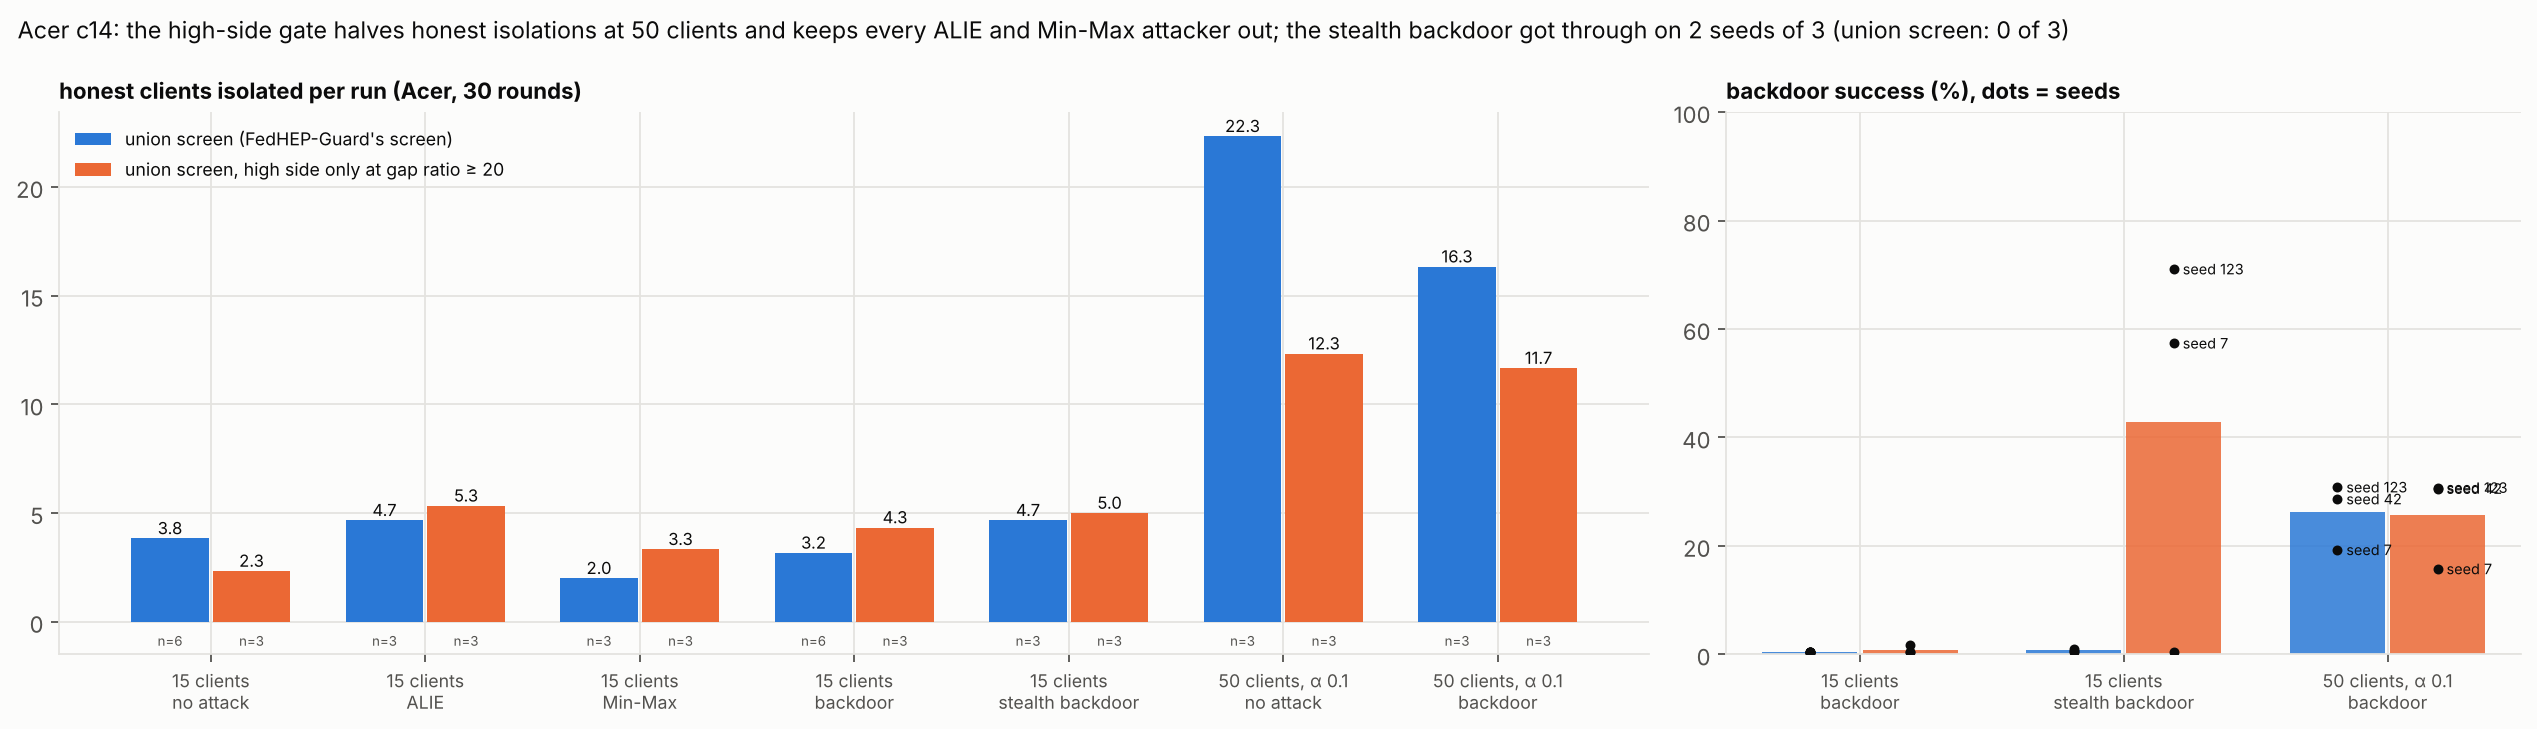 Acer c14: the high-side gate halves honest isolations at 50 clients and keeps every ALIE and Min-Max attacker out; the stealth backdoor got through on 2 seeds of 3 (union screen: 0 of 3)
honest clients isolated per run (Acer, 30 rounds)
union screen (FedHEP-Guard's screen)
union screen, high side only at gap ratio ≥ 20
20
15
10
5
0
3.8
2.3
4.7
5.3
2.0
3.3
3.2
4.3
4.7
5.0
22.3
12.3
16.3
11.7
n=6
n=3
n=3
n=3
n=3
n=3
n=6
n=3
n=3
n=3
n=3
n=3
n=3
n=3
15 clients
no attack
15 clients
ALIE
15 clients
Min-Max
15 clients
backdoor
15 clients
stealth backdoor
50 clients, α 0.1
no attack
50 clients, α 0.1
backdoor
backdoor success (%), dots = seeds
100
80
60
40
20
0
seed 123
seed 7
seed 123
seed 42
seed 7
seed 123
seed 42
seed 7
15 clients
backdoor
15 clients
stealth backdoor
50 clients, α 0.1
backdoor